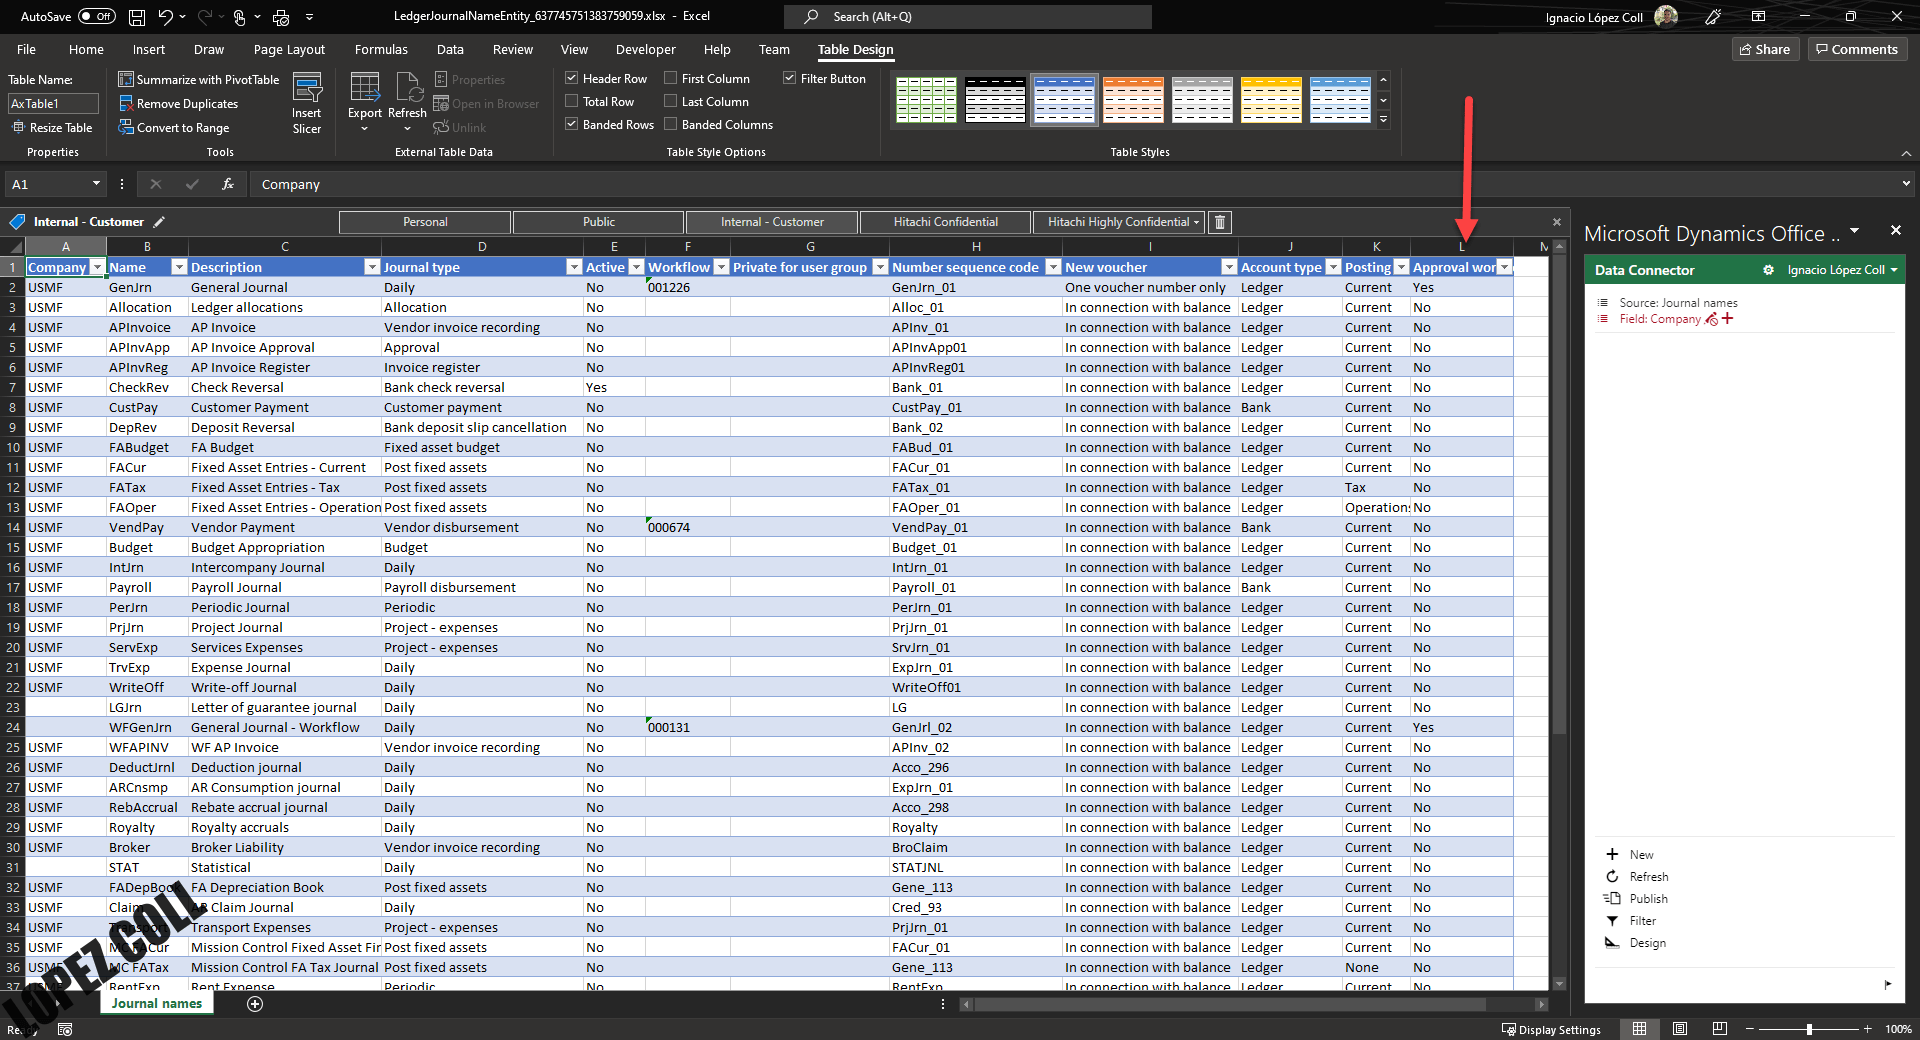 AutoSave Off LedgerJournalNameEntity_637745751383759059.xlsx - Excel Search (Alt+Q) Ignacio López Coll
File Home Insert Draw Page Layout Formulas Data Review View Developer Help Team Table Design Share Comments
Table Name:
AxTable1
Resize Table
Properties
Summarize with PivotTable
Remove Duplicates
Convert to Range
Insert Slicer
Tools
Export Refresh
Properties
Open in Browser
Unlink
External Table Data
Header Row First Column Filter Button
Total Row Last Column
Banded Rows Banded Columns
Table Style Options
Table Styles
A1 fx Company
Internal - Customer Personal Public Internal - Customer Hitachi Confidential Hitachi Highly Confidential
A B C D E F G H I J K L M
1 Company Name Description Journal type Active Workflow Private for user group Number sequence code New voucher Account type Posting Approval wor
2 USMF GenJrn General Journal Daily No 001226 GenJrn_01 One voucher number only Ledger Current Yes
3 USMF Allocation Ledger allocations Allocation No Alloc_01 In connection with balance Ledger Current No
4 USMF APInvoice AP Invoice Vendor invoice recording No APInv_01 In connection with balance Ledger Current No
5 USMF APInvApp AP Invoice Approval Approval No APInvApp01 In connection with balance Ledger Current No
6 USMF APInvReg AP Invoice Register Invoice register No APInvReg01 In connection with balance Ledger Current No
7 USMF CheckRev Check Reversal Bank check reversal Yes Bank_01 In connection with balance Ledger Current No
8 USMF CustPay Customer Payment Customer payment No CustPay_01 In connection with balance Bank Current No
9 USMF DepRev Deposit Reversal Bank deposit slip cancellation No Bank_02 In connection with balance Ledger Current No
10 USMF FABudget FA Budget Fixed asset budget No FABud_01 In connection with balance Ledger Current No
11 USMF FACur Fixed Asset Entries - Current Post fixed assets No FACur_01 In connection with balance Ledger Current No
12 USMF FATax Fixed Asset Entries - Tax Post fixed assets No FATax_01 In connection with balance Ledger Tax No
13 USMF FAOper Fixed Asset Entries - Operation Post fixed assets No FAOper_01 In connection with balance Ledger Operations No
14 USMF VendPay Vendor Payment Vendor disbursement No 000674 VendPay_01 In connection with balance Bank Current No
15 USMF Budget Budget Appropriation Budget No Budget_01 In connection with balance Ledger Current No
16 USMF IntJrn Intercompany Journal Daily No IntJrn_01 In connection with balance Ledger Current No
17 USMF Payroll Payroll Journal Payroll disbursement No Payroll_01 In connection with balance Bank Current No
18 USMF PerJrn Periodic Journal Periodic No PerJrn_01 In connection with balance Ledger Current No
19 USMF PrjJrn Project Journal Project - expenses No PrjJrn_01 In connection with balance Ledger Current No
20 USMF ServExp Services Expenses Project - expenses No SrvJrn_01 In connection with balance Ledger Current No
21 USMF TrvExp Expense Journal Daily No ExpJrn_01 In connection with balance Ledger Current No
22 USMF WriteOff Write-off Journal Daily No WriteOff01 In connection with balance Ledger Current No
23 LGJrn Letter of guarantee journal Daily No LG In connection with balance Ledger Current No
24 WFGenJrn General Journal - Workflow Daily No 000131 GenJrl_02 In connection with balance Ledger Current Yes
25 USMF WFAPINV WF AP Invoice Vendor invoice recording No APInv_02 In connection with balance Ledger Current No
26 USMF DeductJrnl Deduction journal Daily No Acco_296 In connection with balance Ledger Current No
27 USMF ARCnsmp AR Consumption journal Daily No ExpJrn_01 In connection with balance Ledger Current No
28 USMF RebAccrual Rebate accrual journal Daily No Acco_298 In connection with balance Ledger Current No
29 USMF Royalty Royalty accruals Daily No Royalty In connection with balance Ledger Current No
30 USMF Broker Broker Liability Vendor invoice recording No BroClaim In connection with balance Ledger Current No
31 STAT Statistical Daily No STATJNL In connection with balance Ledger Current No
32 USMF FADepBook FA Depreciation Book Post fixed assets No Gene_113 In connection with balance Ledger Current No
33 USMF Claim AR Claim Journal Daily No Cred_93 In connection with balance Ledger Current No
34 USMF Transport Transport Expenses Project - expenses No PrjJrn_01 In connection with balance Ledger Current No
35 USMF MC FACur Mission Control Fixed Asset Fin Post fixed assets No FACur_01 In connection with balance Ledger Current No
36 USMF MC FATax Mission Control FA Tax Journal Post fixed assets No Gene_113 In connection with balance Ledger None No
37 USMF RentExp Rent Expense Periodic No RentExp In connection with balance Ledger Current No
LOPEZ COLL
Journal names
Ready Display Settings 100%
Microsoft Dynamics Office ..
Data Connector Ignacio López Coll
Source: Journal names
Field: Company
New
Refresh
Publish
Filter
Design